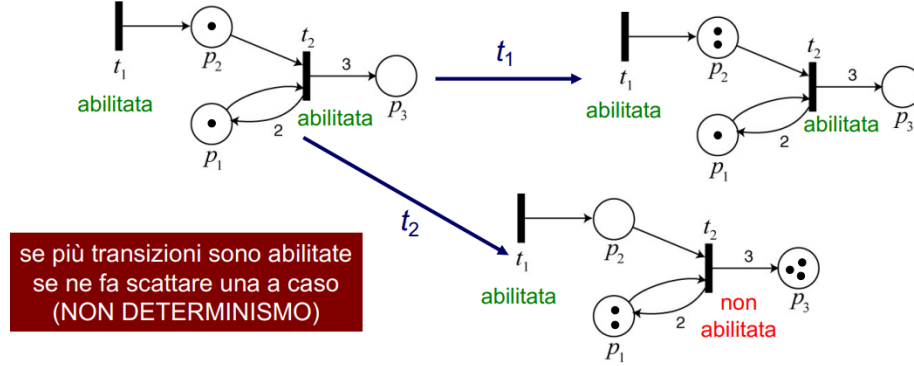 t₂
t₁
p₂
3
t₁
abilitata
abilitata
p₃
2
p₁
t₁
t₂
t₁
p₂
3
abilitata
abilitata
p₃
2
p₁
t₂
t₂
t₁
p₂
3
abilitata
non
abilitata
p₃
2
p₁
se più transizioni sono abilitate
se ne fa scattare una a caso
(NON DETERMINISMO)